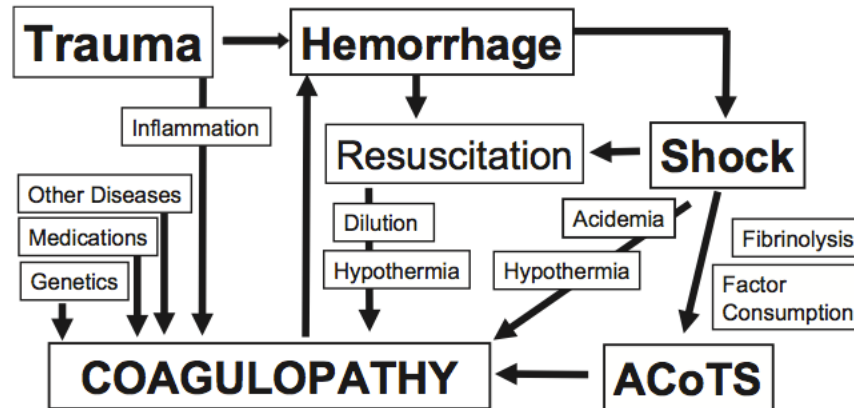 Trauma
Hemorrhage
Inflammation
Resuscitation
Shock
Other Diseases
Medications
Genetics
Dilution
Hypothermia
Acidemia
Hypothermia
Fibrinolysis
Factor
Consumption
COAGULOPATHY
ACoTS